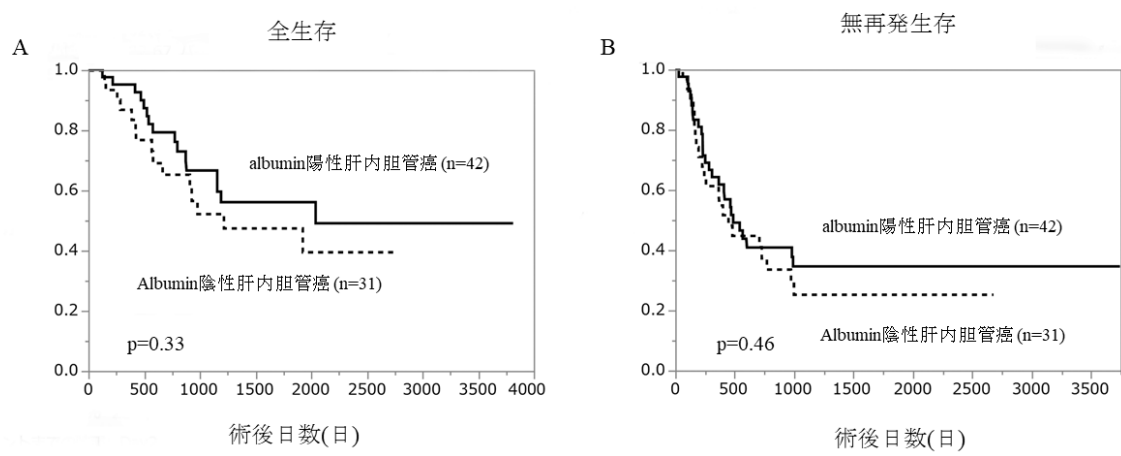 A
全生存
1.0
0.8
0.6
0.4
0.2
0.0
albumin陽性肝内胆管癌 (n=42)
Albumin陰性肝内胆管癌 (n=31)
p=0.33
0 500 1000 1500 2000 2500 3000 3500 4000
術後日数(日)
B
無再発生存
1.0
0.8
0.6
0.4
0.2
0.0
albumin陽性肝内胆管癌 (n=42)
Albumin陰性肝内胆管癌 (n=31)
p=0.46
0 500 1000 1500 2000 2500 3000 3500
術後日数(日)